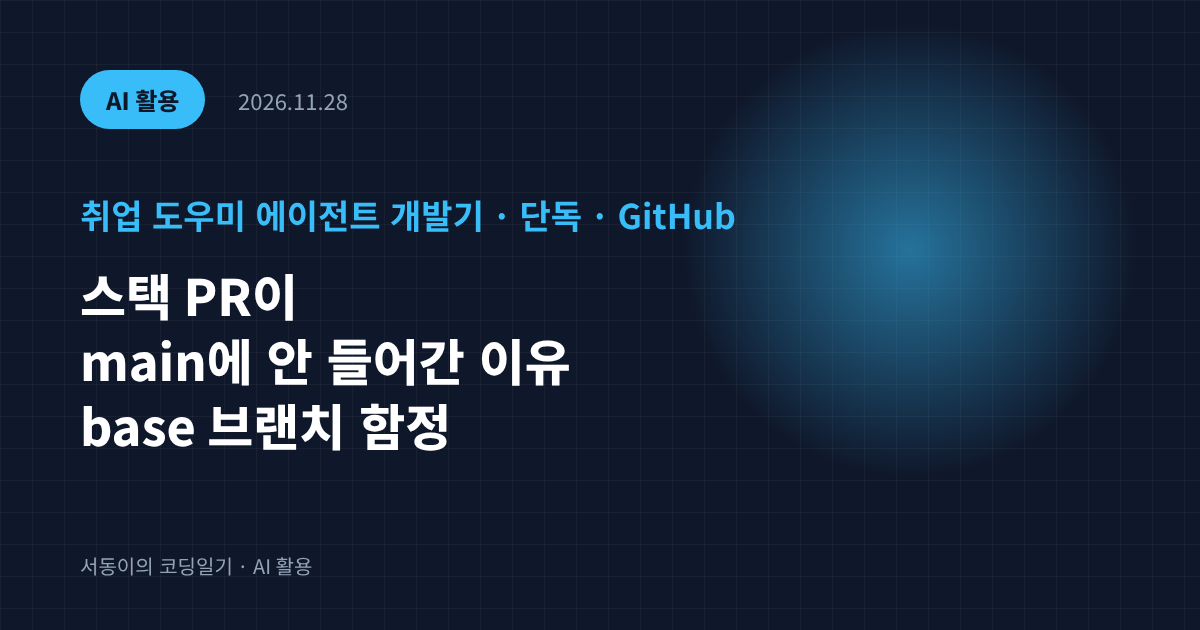 AI 활용
2026.11.28
취업 도우미 에이전트 개발기 · 단독 · GitHub
스택 PR이
main에 안 들어간 이유
base 브랜치 함정
서동이의 코딩일기 · AI 활용